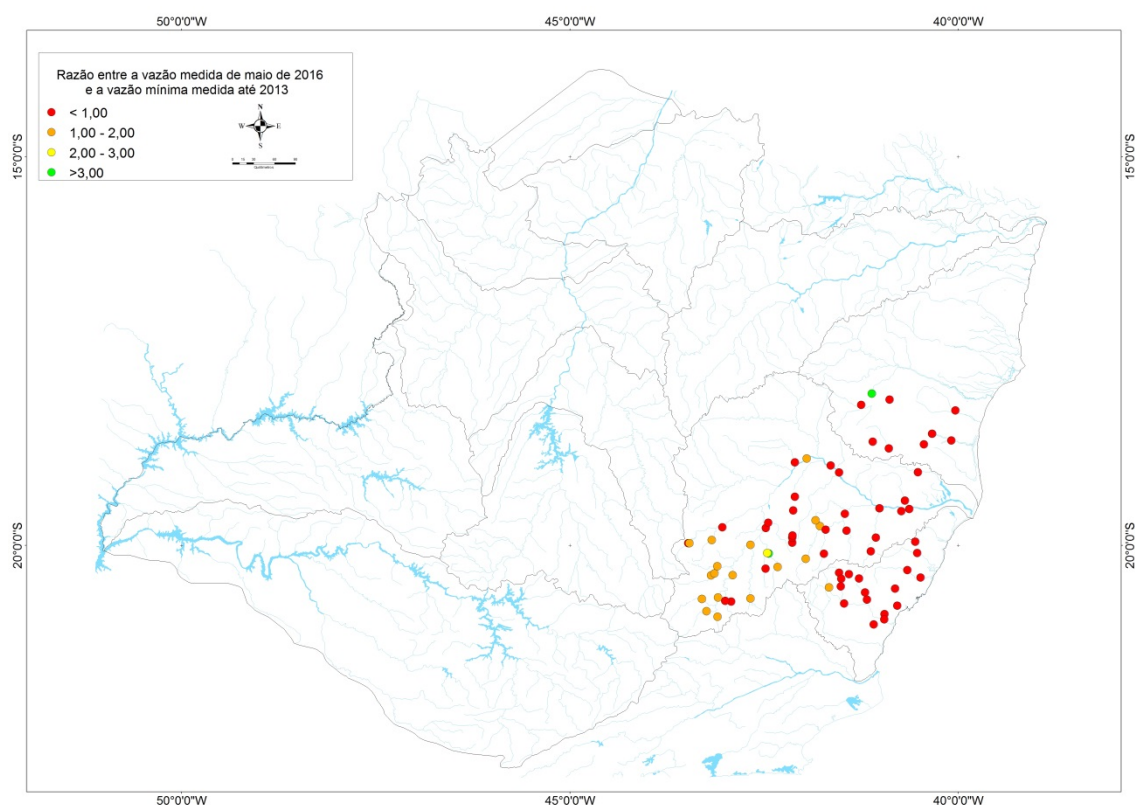 50°0'0"W 45°0'0"W 40°0'0"W
Razão entre a vazão medida de maio de 2016
e a vazão mínima medida até 2013
< 1,00
1,00 - 2,00
2,00 - 3,00
>3,00
N
W E
S
15°0'0"S 15°0'0"S
20°0'0"S 20°0'0"S
50°0'0"W 45°0'0"W 40°0'0"W